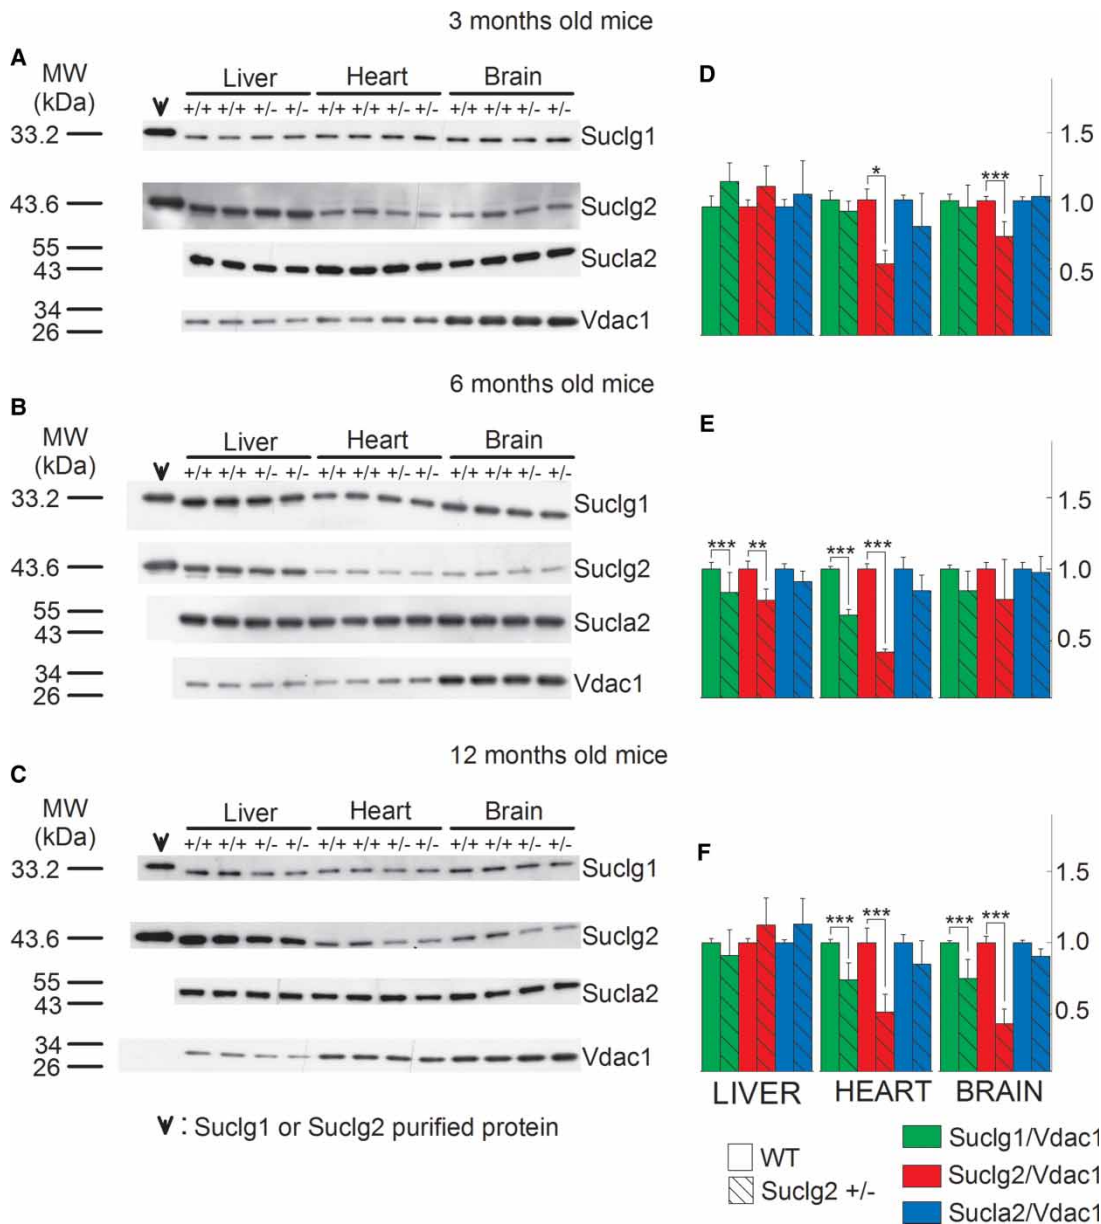 3 months old mice
A
MW
(kDa)
Liver Heart Brain
+/+ +/+ +/- +/- +/+ +/+ +/- +/- +/+ +/+ +/- +/-
33.2 Suclg1
43.6 Suclg2
55
43 Sucla2
34
26 Vdac1
D
* ***
1.5
1.0
0.5
6 months old mice
B
MW
(kDa)
Liver Heart Brain
+/+ +/+ +/- +/- +/+ +/+ +/- +/- +/+ +/+ +/- +/-
33.2 Suclg1
43.6 Suclg2
55
43 Sucla2
34
26 Vdac1
E
*** ** *** ***
1.5
1.0
0.5
12 months old mice
C
MW
(kDa)
Liver Heart Brain
+/+ +/+ +/- +/- +/+ +/+ +/- +/- +/+ +/+ +/- +/-
33.2 Suclg1
43.6 Suclg2
55
43 Sucla2
34
26 Vdac1
: Suclg1 or Suclg2 purified protein
F
*** *** *** ***
1.5
1.0
0.5
LIVER HEART BRAIN
WT
Suclg2 +/-
Suclg1/Vdac1
Suclg2/Vdac1
Sucla2/Vdac1